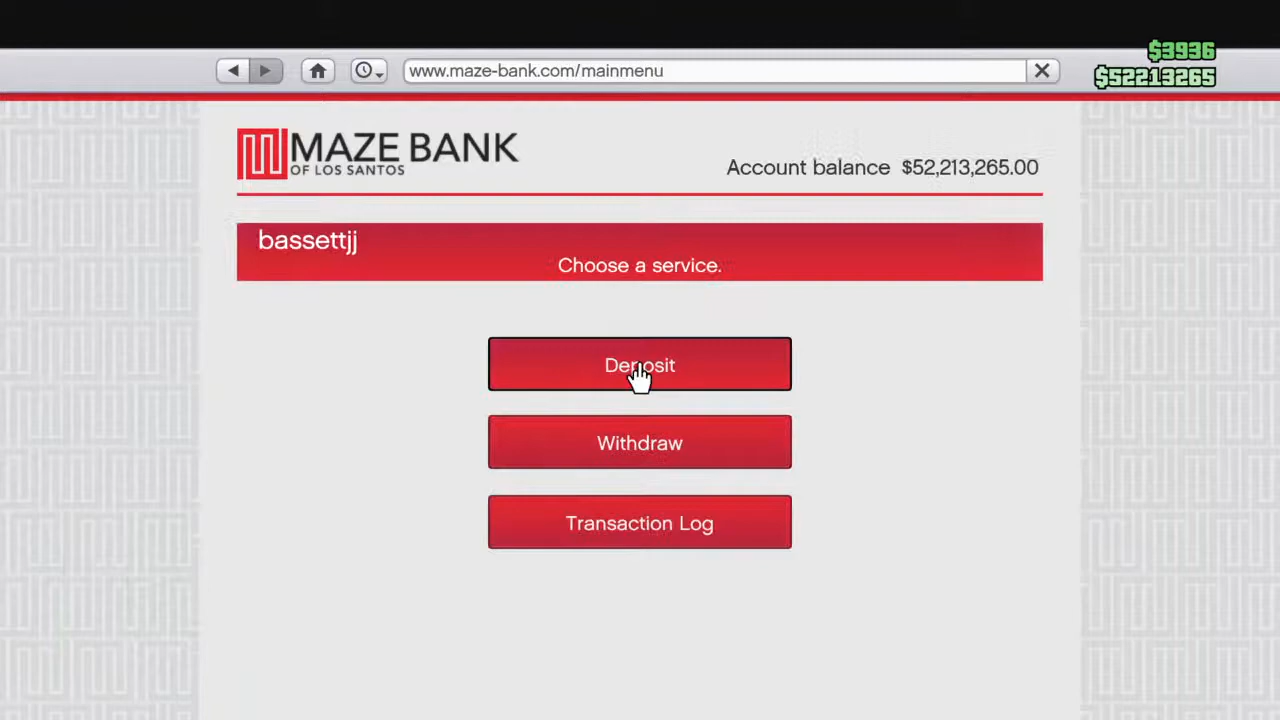 $3936
www.maze-bank.com/mainmenu
$52213265
MAZE BANK
OF LOS SANTOS
Account balance $52,213,265.00
bassettjj
Choose a service.
Deposit
Withdraw
Transaction Log